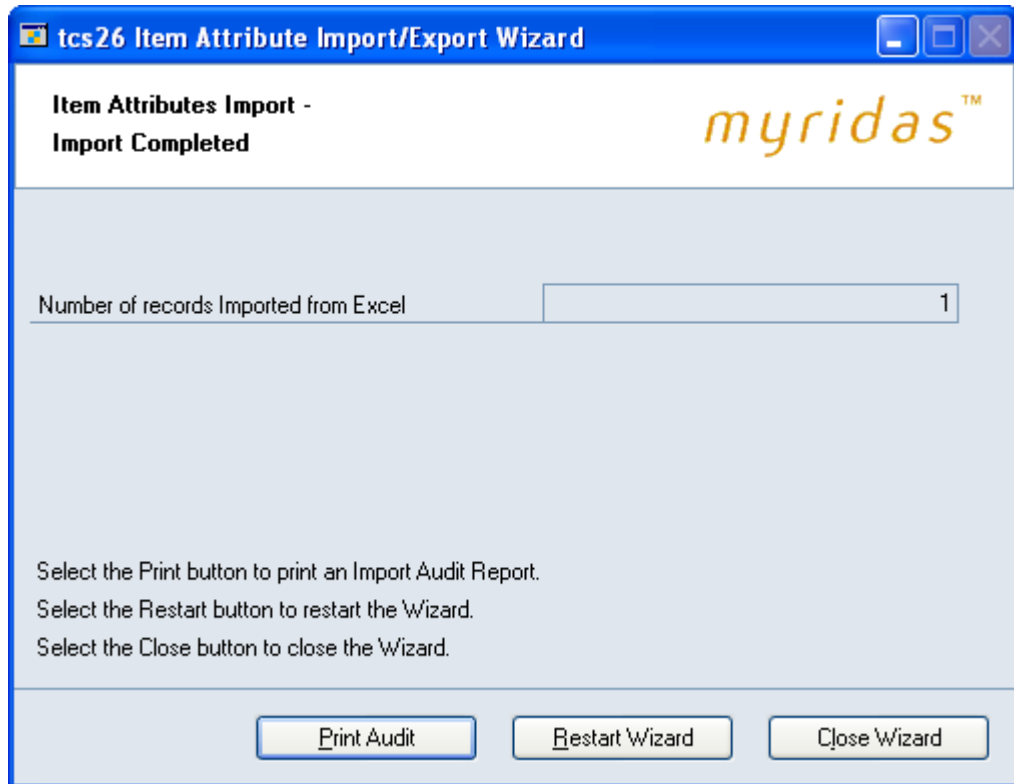 tcs26 Item Attribute Import/Export Wizard
Item Attributes Import -
Import Completed
myridas™
Number of records Imported from Excel 1
Select the Print button to print an Import Audit Report.
Select the Restart button to restart the Wizard.
Select the Close button to close the Wizard.
Print Audit Restart Wizard Close Wizard